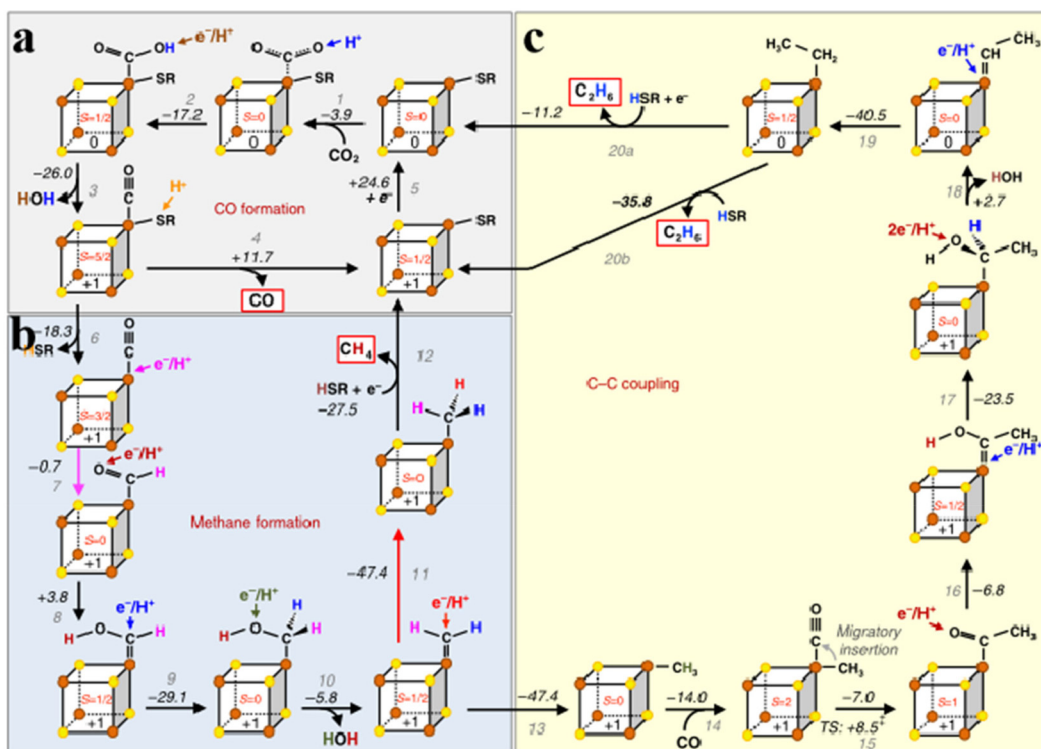 a
O
C
OH
e⁻/H⁺
SR
S=1/2
0
2
−17.2
O
C
O
H⁺
SR
S=0
0
1
−3.9
CO₂
SR
S=0
0
−26.0
HOH
3
O
C
H⁺
SR
S=5/2
+1
CO formation
4
+11.7
CO
+24.6
+ e⁻
5
SR
S=1/2
+1
b
−18.3
HSR
6
O
C
e⁻/H⁺
S=3/2
+1
−0.7
7
e⁻/H⁺
O
C
H
S=0
+1
Methane formation
+3.8
8
e⁻/H⁺
H
O
C
H
S=1/2
+1
9
−29.1
e⁻/H⁺
H
O
C
H
H
S=0
+1
10
−5.8
HOH
e⁻/H⁺
H
C
H
S=1/2
+1
−47.4
11
H
H
C
H
S=0
+1
CH₄
12
HSR + e⁻
−27.5
c
−11.2
C₂H₆
HSR + e⁻
20a
−35.8
C₂H₆
HSR
20b
H₃C
CH₂
S=1/2
0
−40.5
19
e⁻/H⁺
CH₃
CH
S=0
0
18
HOH
+2.7
2e⁻/H⁺
H
O
H
C
S=0
+1
C–C coupling
17
−23.5
H
O
C
CH₃
e⁻/H⁺
S=1/2
+1
16
−6.8
e⁻/H⁺
O
C
CH₃
S=1
+1
−47.4
13
CH₃
S=0
+1
−14.0
CO
14
O
C
CH₃
Migratory
insertion
S=2
+1
−7.0
TS: +8.5‡
15